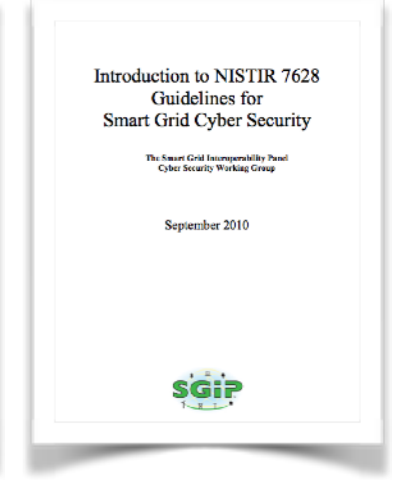 Introduction to NISTIR 7628
Guidelines for
Smart Grid Cyber Security
The Smart Grid Interoperability Panel
Cyber Security Working Group
September 2010
SGiP